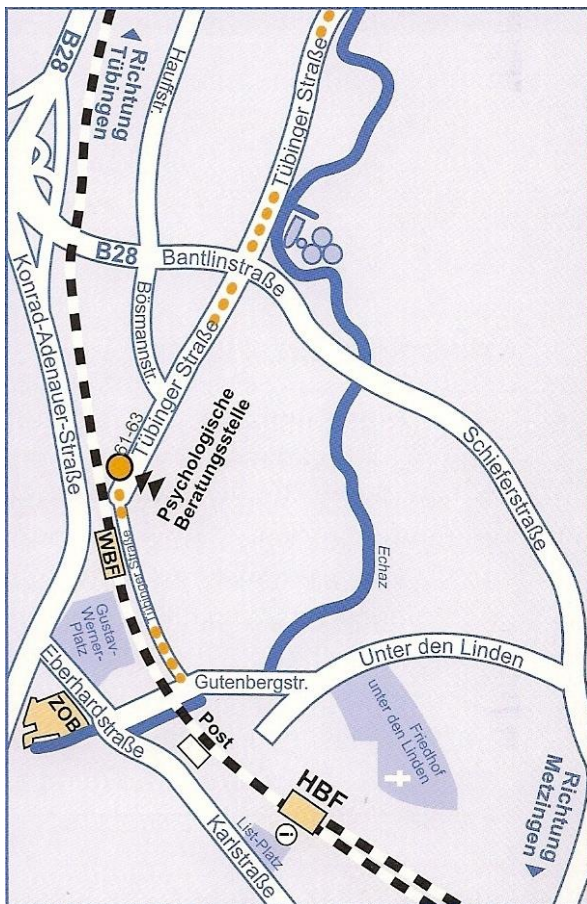 B28
Richtung
Tübingen
Hauffstr.
Tübinger Straße
B28
Bantlinstraße
Konrad-Adenauer-Straße
Bösmannstr.
Tübinger Straße
61-63
Psychologische
Beratungsstelle
Schieferstraße
WBF
Tübinger Straße
Echaz
Gustav-
Werner-
Platz
Eberhardstraße
ZOB
Gutenbergstr.
Unter den Linden
Friedhof
unter den Linden
Post
HBF
i
List-Platz
Karlstraße
Richtung
Metzingen